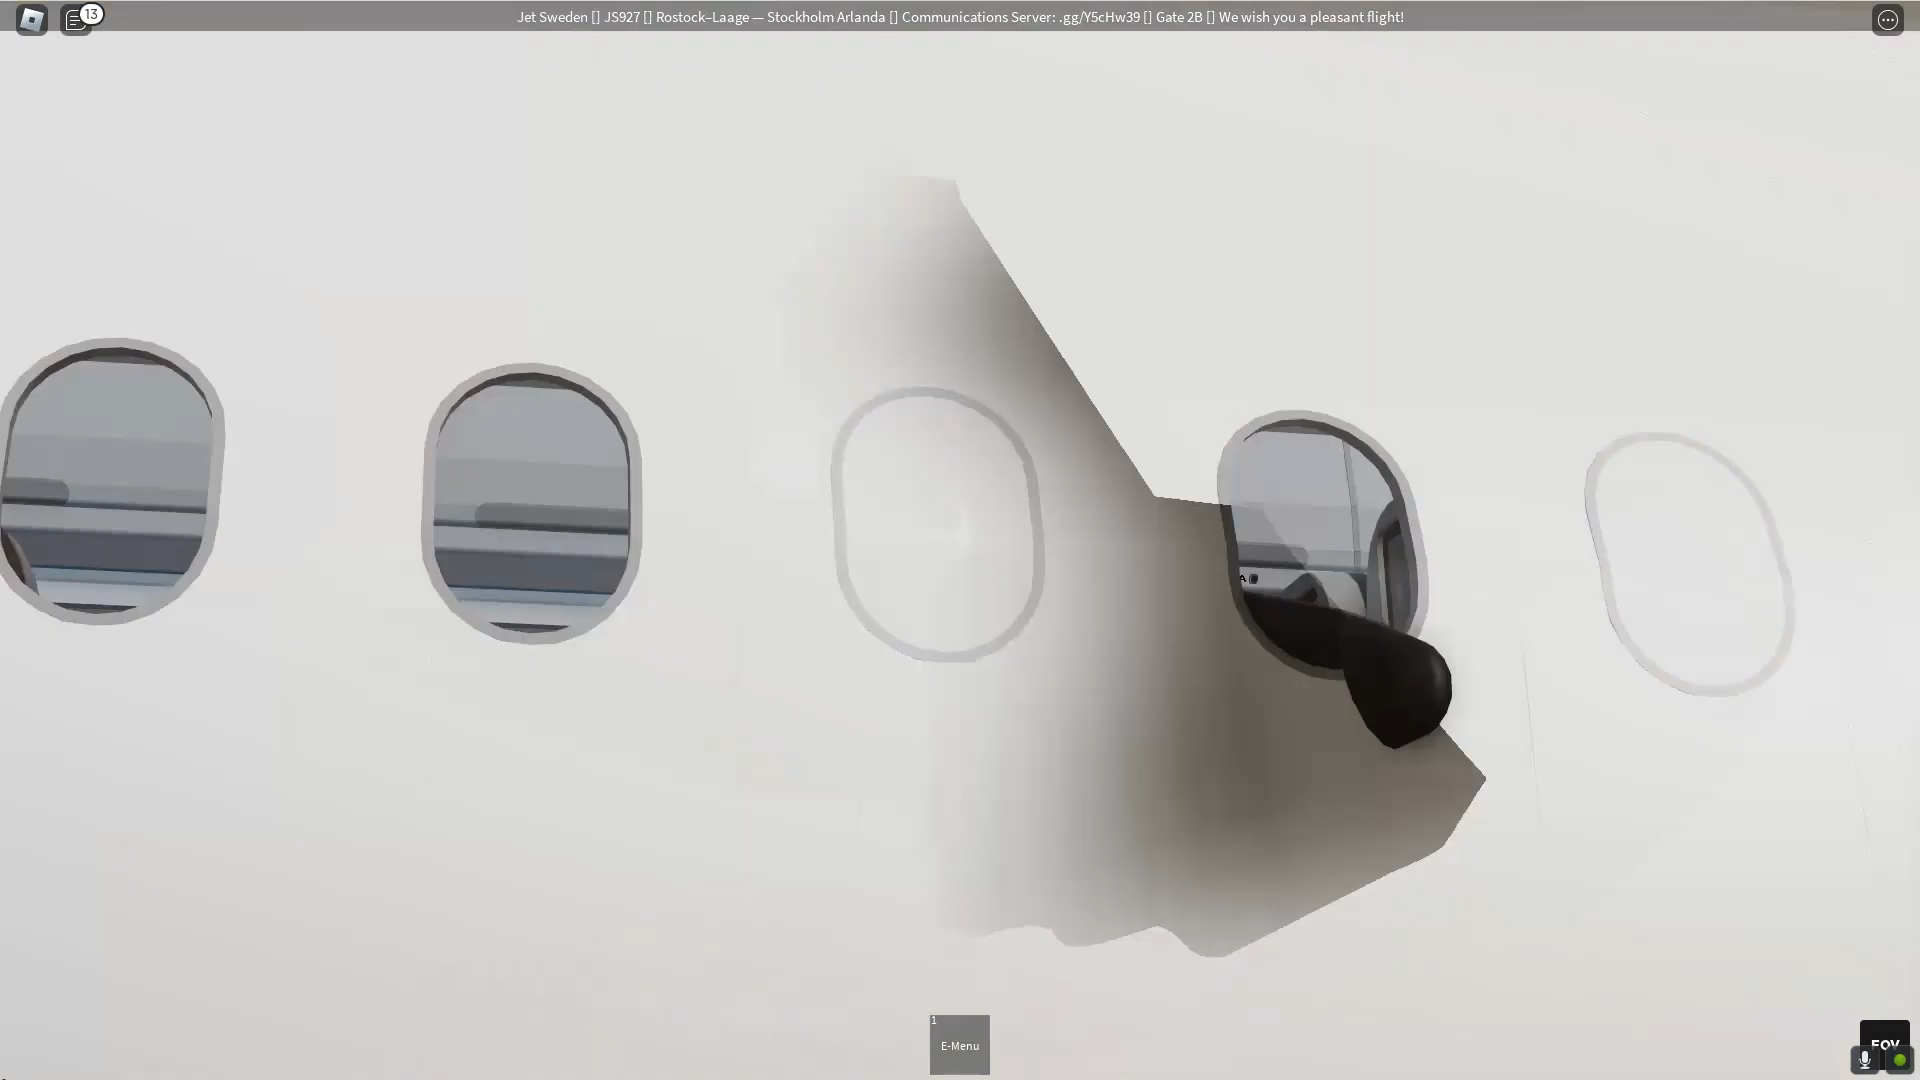 13
Jet Sweden [] JS927 [] Rostock–Laage — Stockholm Arlanda [] Communications Server: .gg/Y5cHw39 [] Gate 2B [] We wish you a pleasant flight!
A
1
E-Menu
FOV